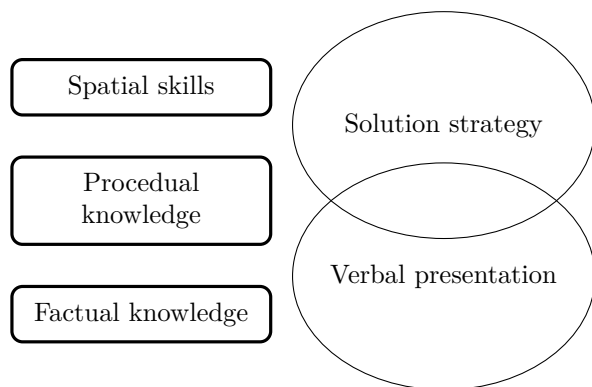 Spatial skills
Solution strategy
Procedual
knowledge
Verbal presentation
Factual knowledge